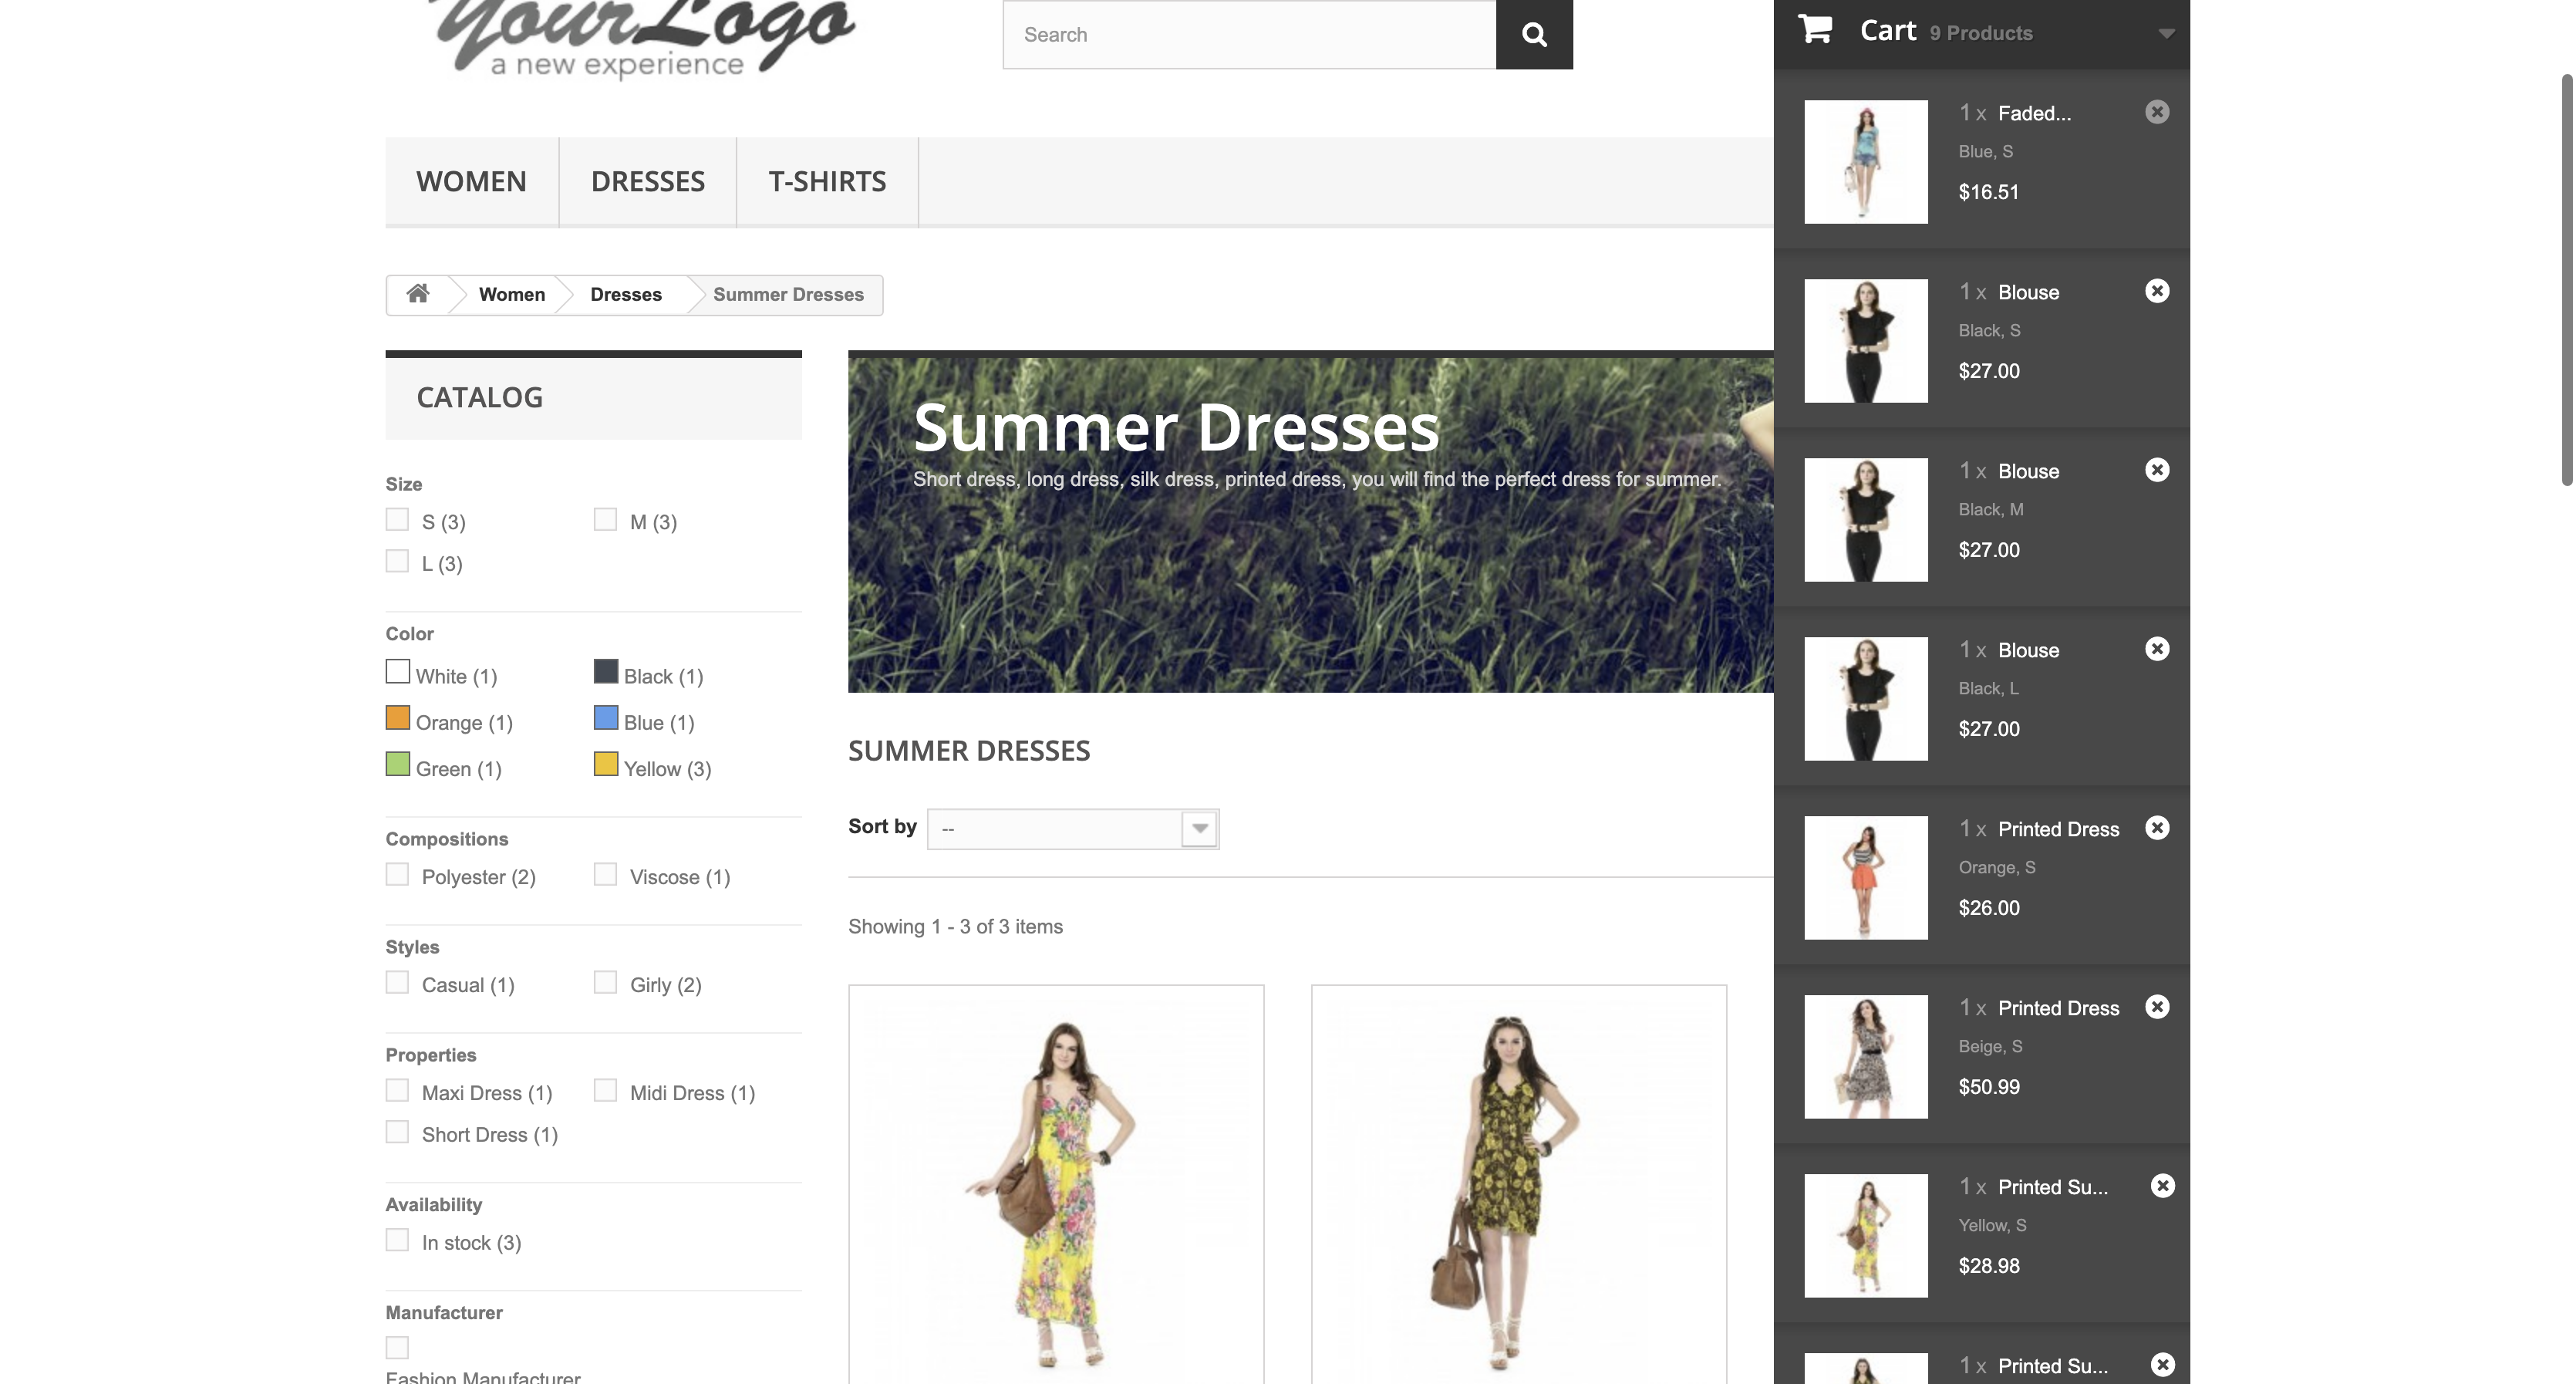 YourLogo
a new experience
Search
Cart 9 Products
WOMEN
DRESSES
T-SHIRTS
Women
Dresses
Summer Dresses
CATALOG
Size
S (3)
M (3)
L (3)
Color
White (1)
Black (1)
Orange (1)
Blue (1)
Green (1)
Yellow (3)
Compositions
Polyester (2)
Viscose (1)
Styles
Casual (1)
Girly (2)
Properties
Maxi Dress (1)
Midi Dress (1)
Short Dress (1)
Availability
In stock (3)
Manufacturer
Fashion Manufacturer
Summer Dresses
Short dress, long dress, silk dress, printed dress, you will find the perfect dress for summer.
SUMMER DRESSES
Sort by --
Showing 1 - 3 of 3 items
1 x Faded...
Blue, S
$16.51
1 x Blouse
Black, S
$27.00
1 x Blouse
Black, M
$27.00
1 x Blouse
Black, L
$27.00
1 x Printed Dress
Orange, S
$26.00
1 x Printed Dress
Beige, S
$50.99
1 x Printed Su...
Yellow, S
$28.98
1 x Printed Su...